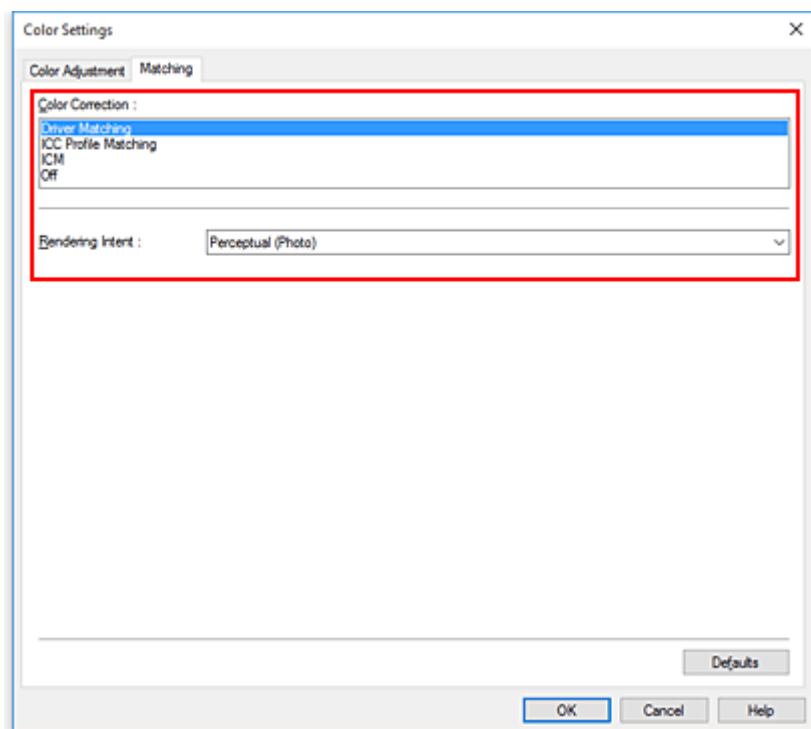 Color Settings
Color Adjustment Matching
Color Correction :
Driver Matching
ICC Profile Matching
ICM
Off
Rendering Intent : Perceptual (Photo)
Defaults
OK Cancel Help